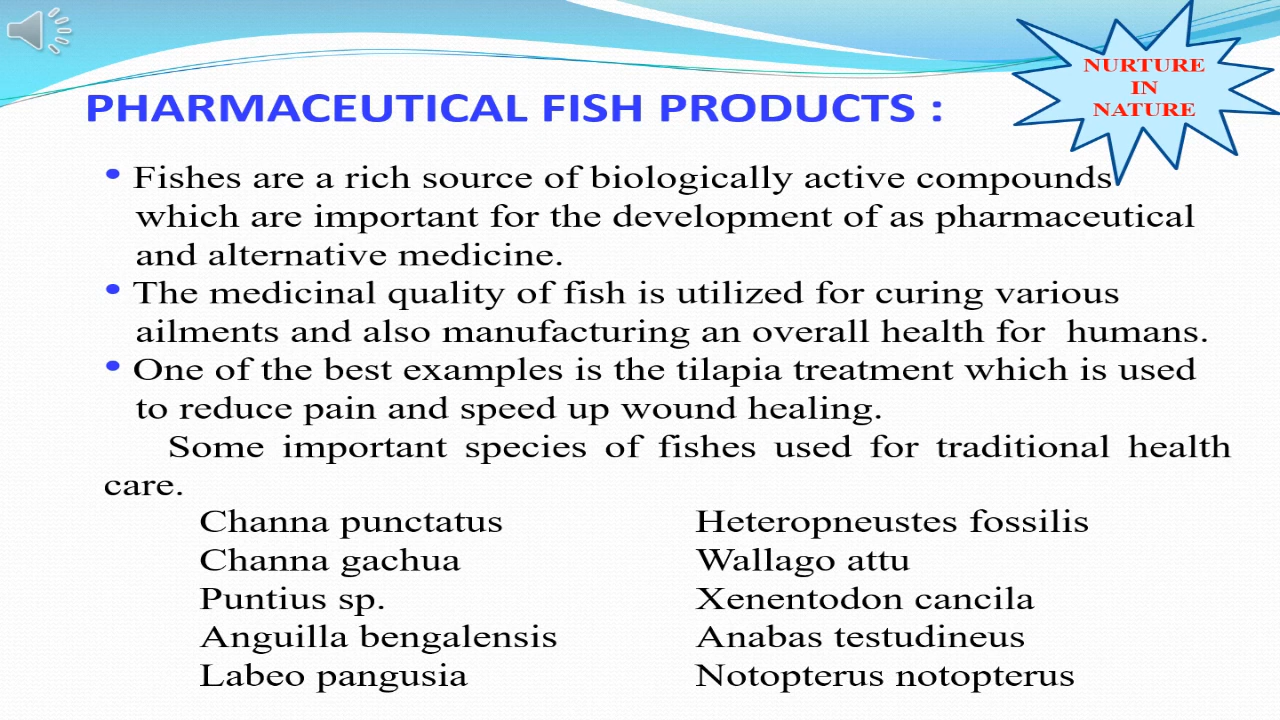 NURTURE
IN
NATURE
PHARMACEUTICAL FISH PRODUCTS :
• Fishes are a rich source of biologically active compounds
which are important for the development of as pharmaceutical
and alternative medicine.
• The medicinal quality of fish is utilized for curing various
ailments and also manufacturing an overall health for humans.
• One of the best examples is the tilapia treatment which is used
to reduce pain and speed up wound healing.
Some important species of fishes used for traditional health
care.
Channa punctatus Heteropneustes fossilis
Channa gachua Wallago attu
Puntius sp. Xenentodon cancila
Anguilla bengalensis Anabas testudineus
Labeo pangusia Notopterus notopterus